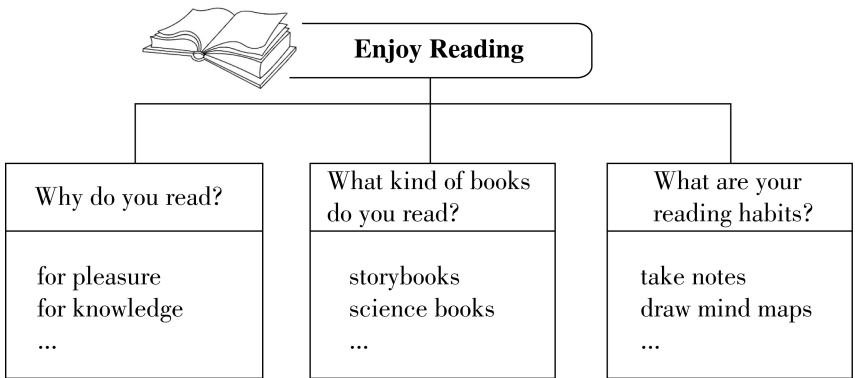 Enjoy Reading
Why do you read?
for pleasure
for knowledge
...
What kind of books
do you read?
storybooks
science books
...
What are your
reading habits?
take notes
draw mind maps
...